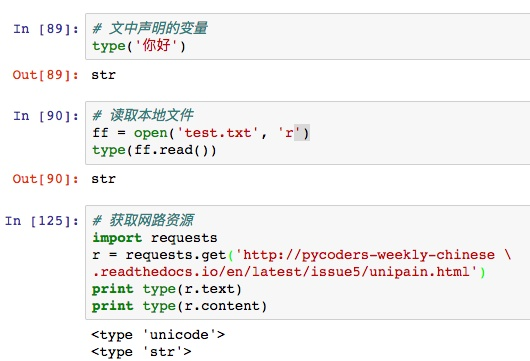 In [89]:
# 文中声明的变量
type('你好')
Out[89]: str
In [90]:
# 读取本地文件
ff = open('test.txt', 'r')
type(ff.read())
Out[90]: str
In [125]:
# 获取网路资源
import requests
r = requests.get('http://pycoders-weekly-chinese \
.readthedocs.io/en/latest/issue5/unipain.html')
print type(r.text)
print type(r.content)
<type 'unicode'>
<type 'str'>